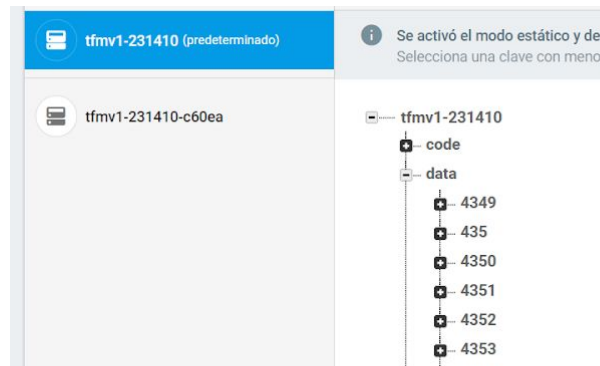 tfmv1-231410 (predeterminado)
tfmv1-231410-c60ea
Se activó el modo estático y de
Selecciona una clave con meno
tfmv1-231410
code
data
4349
435
4350
4351
4352
4353